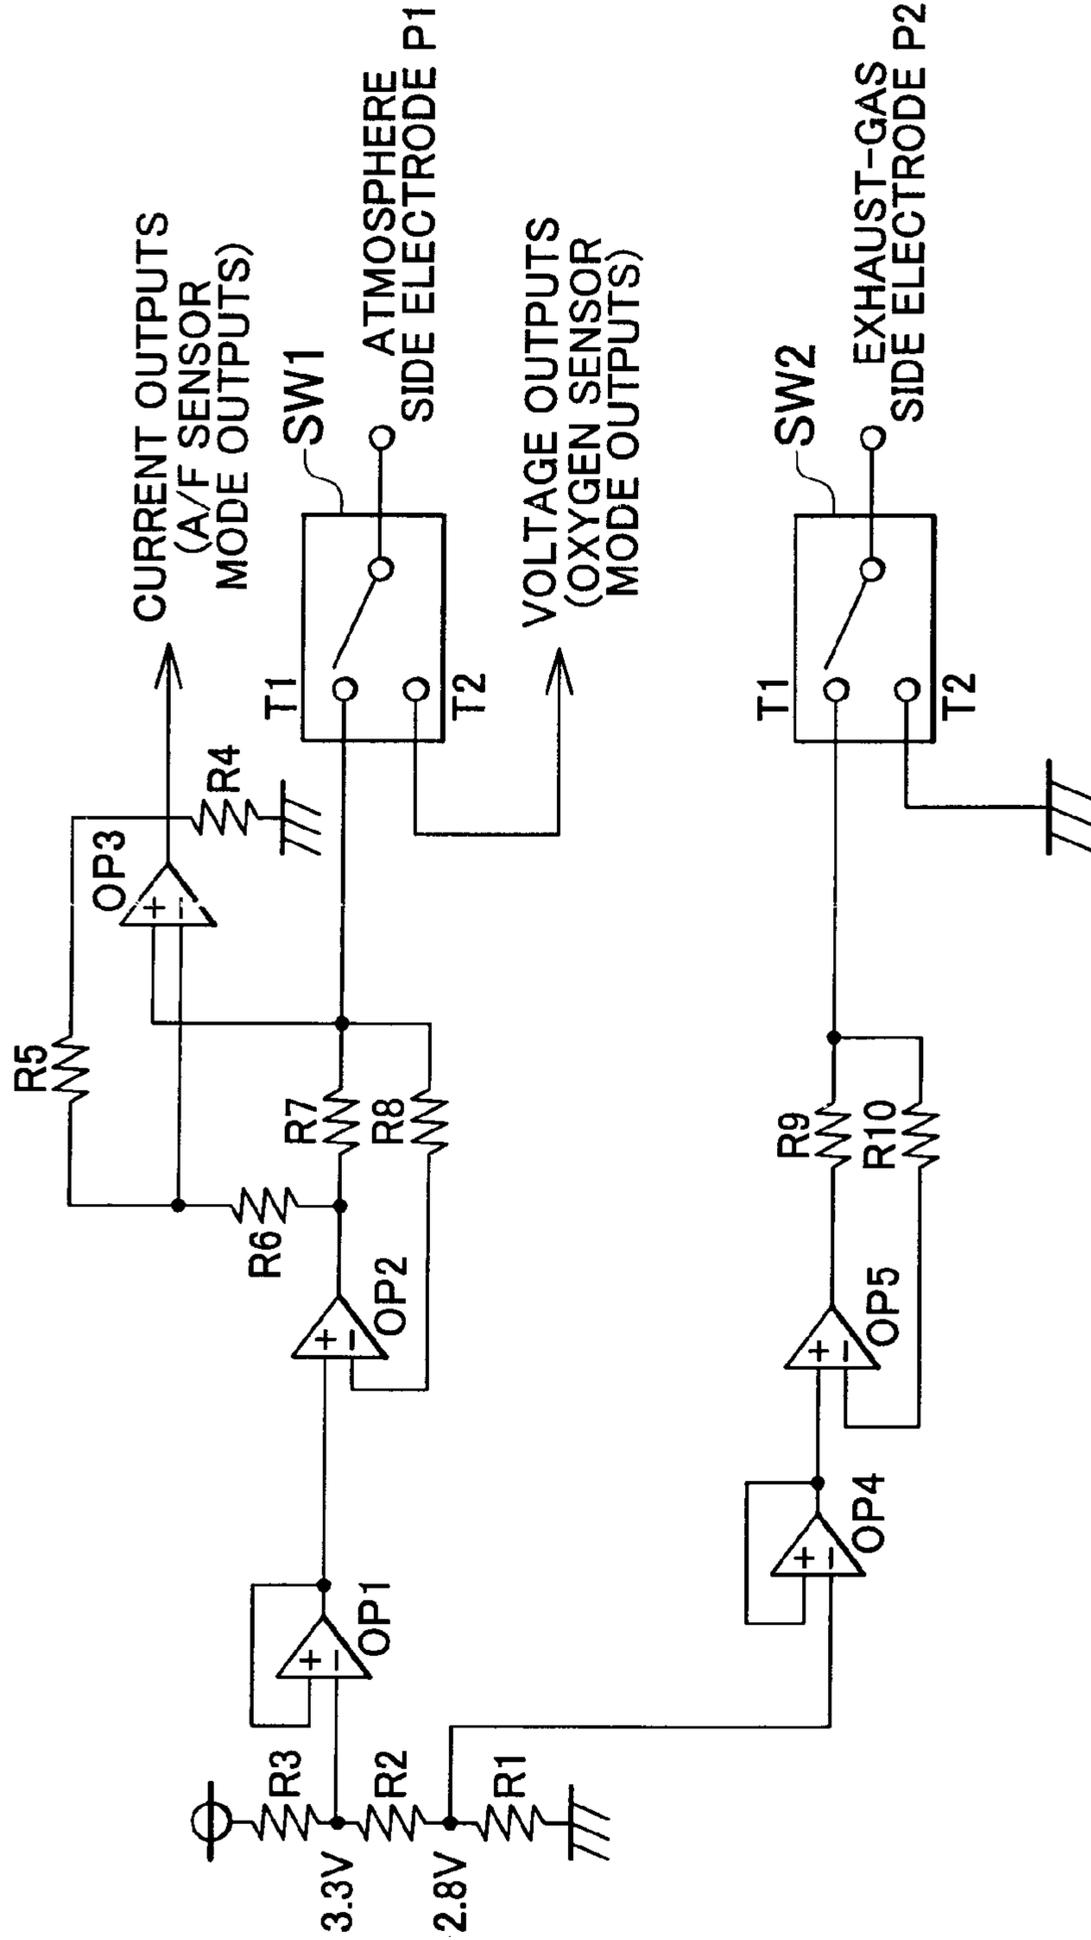 CURRENT OUTPUTS
(A/F SENSOR
MODE OUTPUTS)
R5
OP3
+
−
R4
SW1
ATMOSPHERE
SIDE ELECTRODE P1
T1
T2
VOLTAGE OUTPUTS
(OXYGEN SENSOR
MODE OUTPUTS)
R6
R7
R8
OP2
+
−
OP1
+
−
R3
3.3V
R2
2.8V
R1
SW2
EXHAUST-GAS
SIDE ELECTRODE P2
T1
T2
R9
R10
OP5
+
−
OP4
+
−